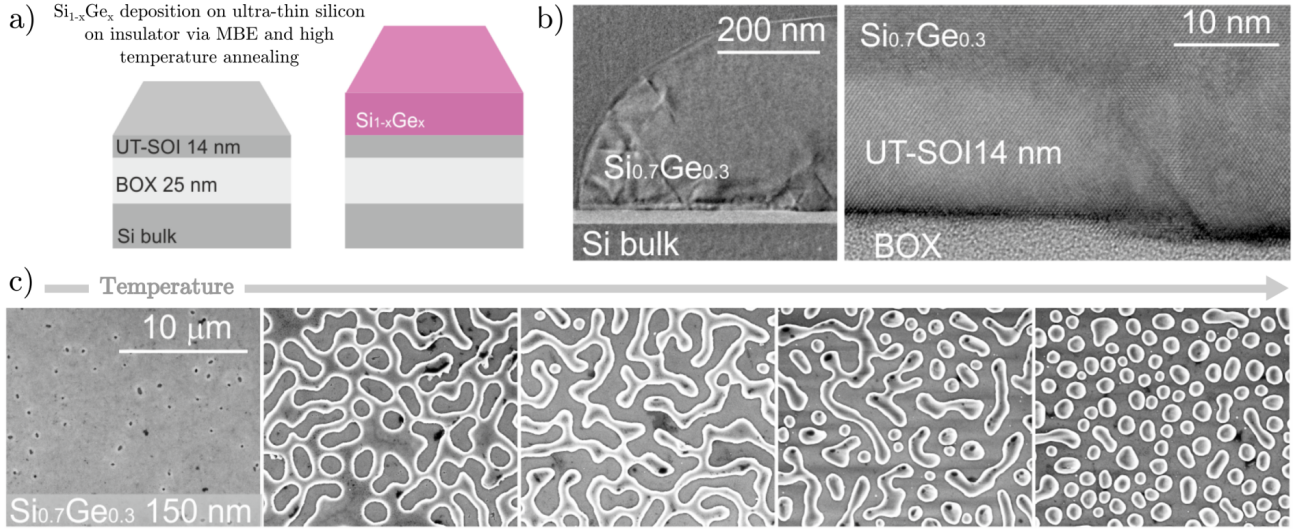 a)
Si₁₋ₓGeₓ deposition on ultra-thin silicon
on insulator via MBE and high
temperature annealing
UT-SOI 14 nm
BOX 25 nm
Si bulk
Si₁₋ₓGeₓ
b)
200 nm
Si₀.₇Ge₀.₃
Si bulk
Si₀.₇Ge₀.₃
10 nm
UT-SOI14 nm
BOX
c)
Temperature
10 µm
Si₀.₇Ge₀.₃ 150 nm